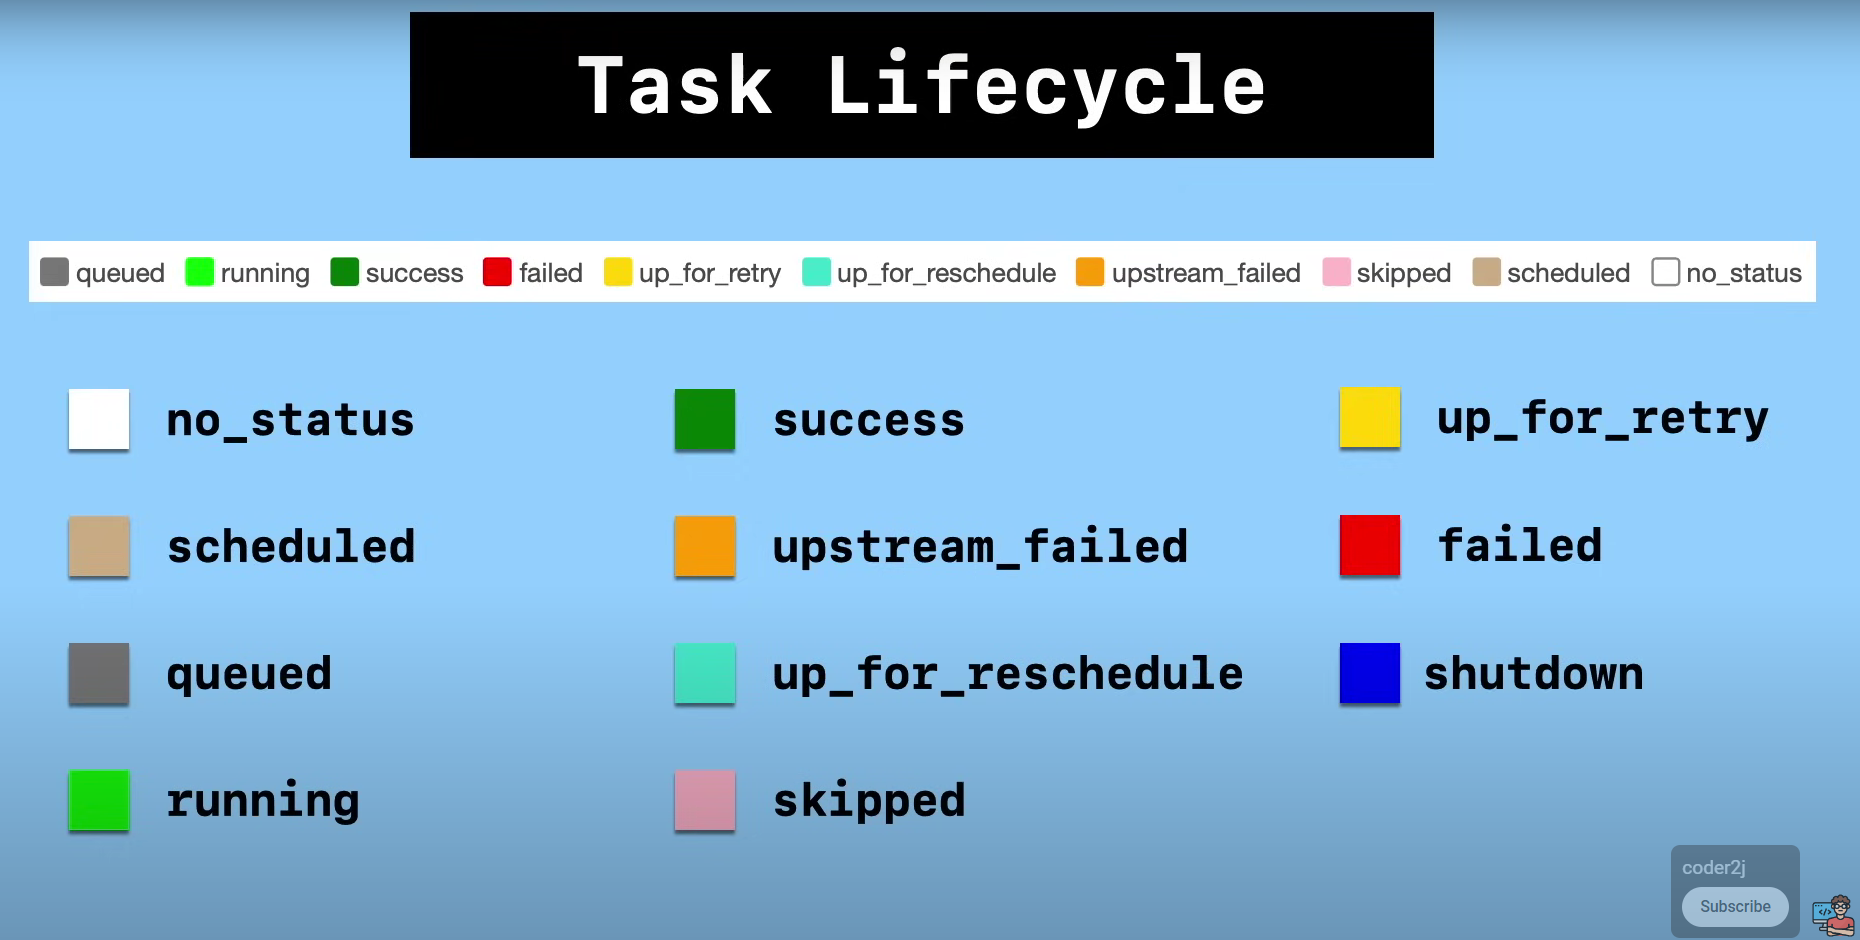 Task Lifecycle
queued running success failed up_for_retry up_for_reschedule upstream_failed skipped scheduled no_status
no_status
scheduled
queued
running
success
upstream_failed
up_for_reschedule
skipped
up_for_retry
failed
shutdown
coder2j
Subscribe